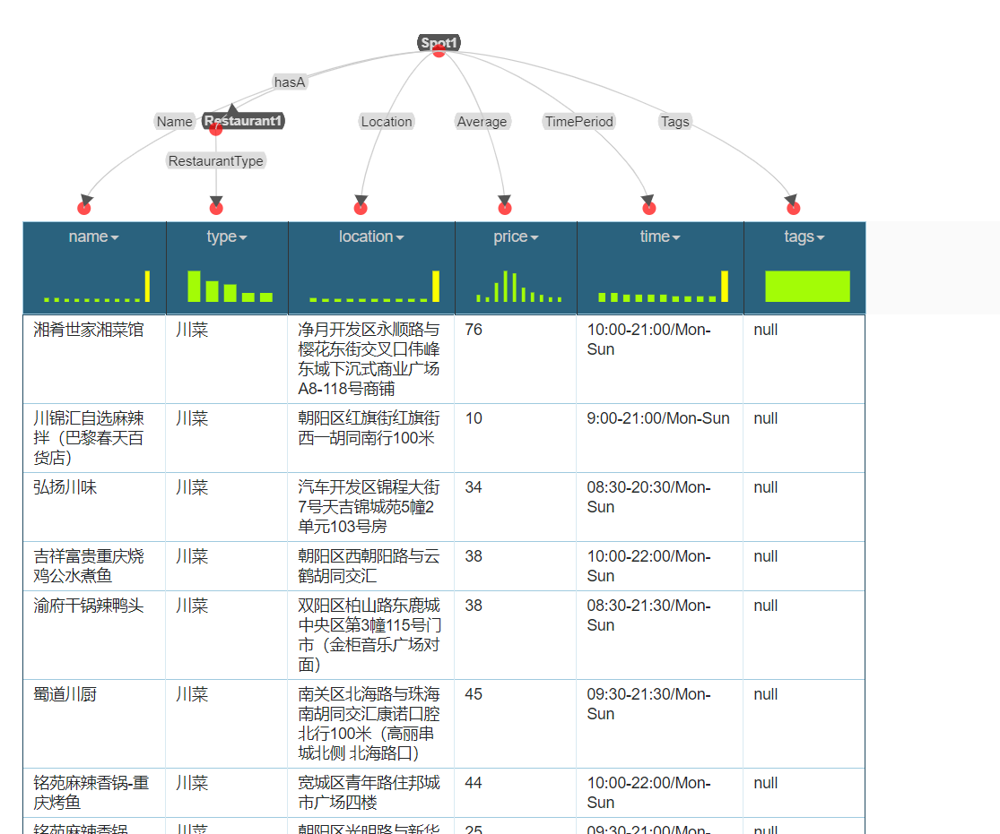 Spot1
hasA
Name
Restaurant1
Location
Average
TimePeriod
Tags
RestaurantType
name
type
location
price
time
tags
湘肴世家湘菜馆
川菜
净月开发区永顺路与
樱花东街交叉口伟峰
东域下沉式商业广场
A8-118号商铺
76
10:00-21:00/Mon-
Sun
null
川锦汇自选麻辣
拌（巴黎春天百
货店）
川菜
朝阳区红旗街红旗街
西一胡同南行100米
10
9:00-21:00/Mon-Sun
null
弘扬川味
川菜
汽车开发区锦程大街
7号天吉锦城苑5幢2
单元103号房
34
08:30-20:30/Mon-
Sun
null
吉祥富贵重庆烧
鸡公水煮鱼
川菜
朝阳区西朝阳路与云
鹤胡同交汇
38
10:00-22:00/Mon-
Sun
null
渝府干锅辣鸭头
川菜
双阳区柏山路东鹿城
中央区第3幢115号门
市（金柜音乐广场对
面）
38
08:30-21:30/Mon-
Sun
null
蜀道川厨
川菜
南关区北海路与珠海
南胡同交汇康诺口腔
北行100米（高丽串
城北侧 北海路口）
45
09:30-21:30/Mon-
Sun
null
铭苑麻辣香锅-重
庆烤鱼
川菜
宽城区青年路住邦城
市广场四楼
44
10:00-22:00/Mon-
Sun
null
铭苑麻辣香锅
川菜
朝阳区光明路与新华
25
09:30-21:00/Mon-
null